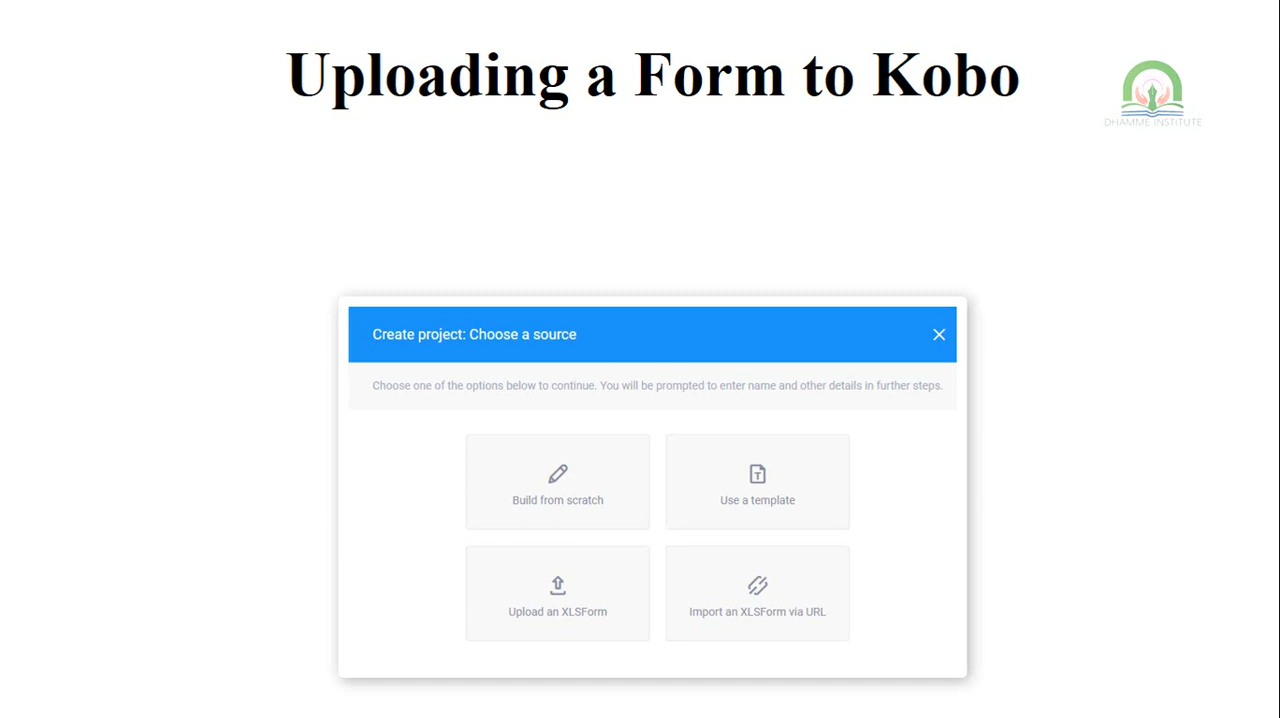 Uploading a Form to Kobo
DHAMME INSTITUTE
Create project: Choose a source
Choose one of the options below to continue. You will be prompted to enter name and other details in further steps.
Build from scratch
Use a template
Upload an XLSForm
Import an XLSForm via URL